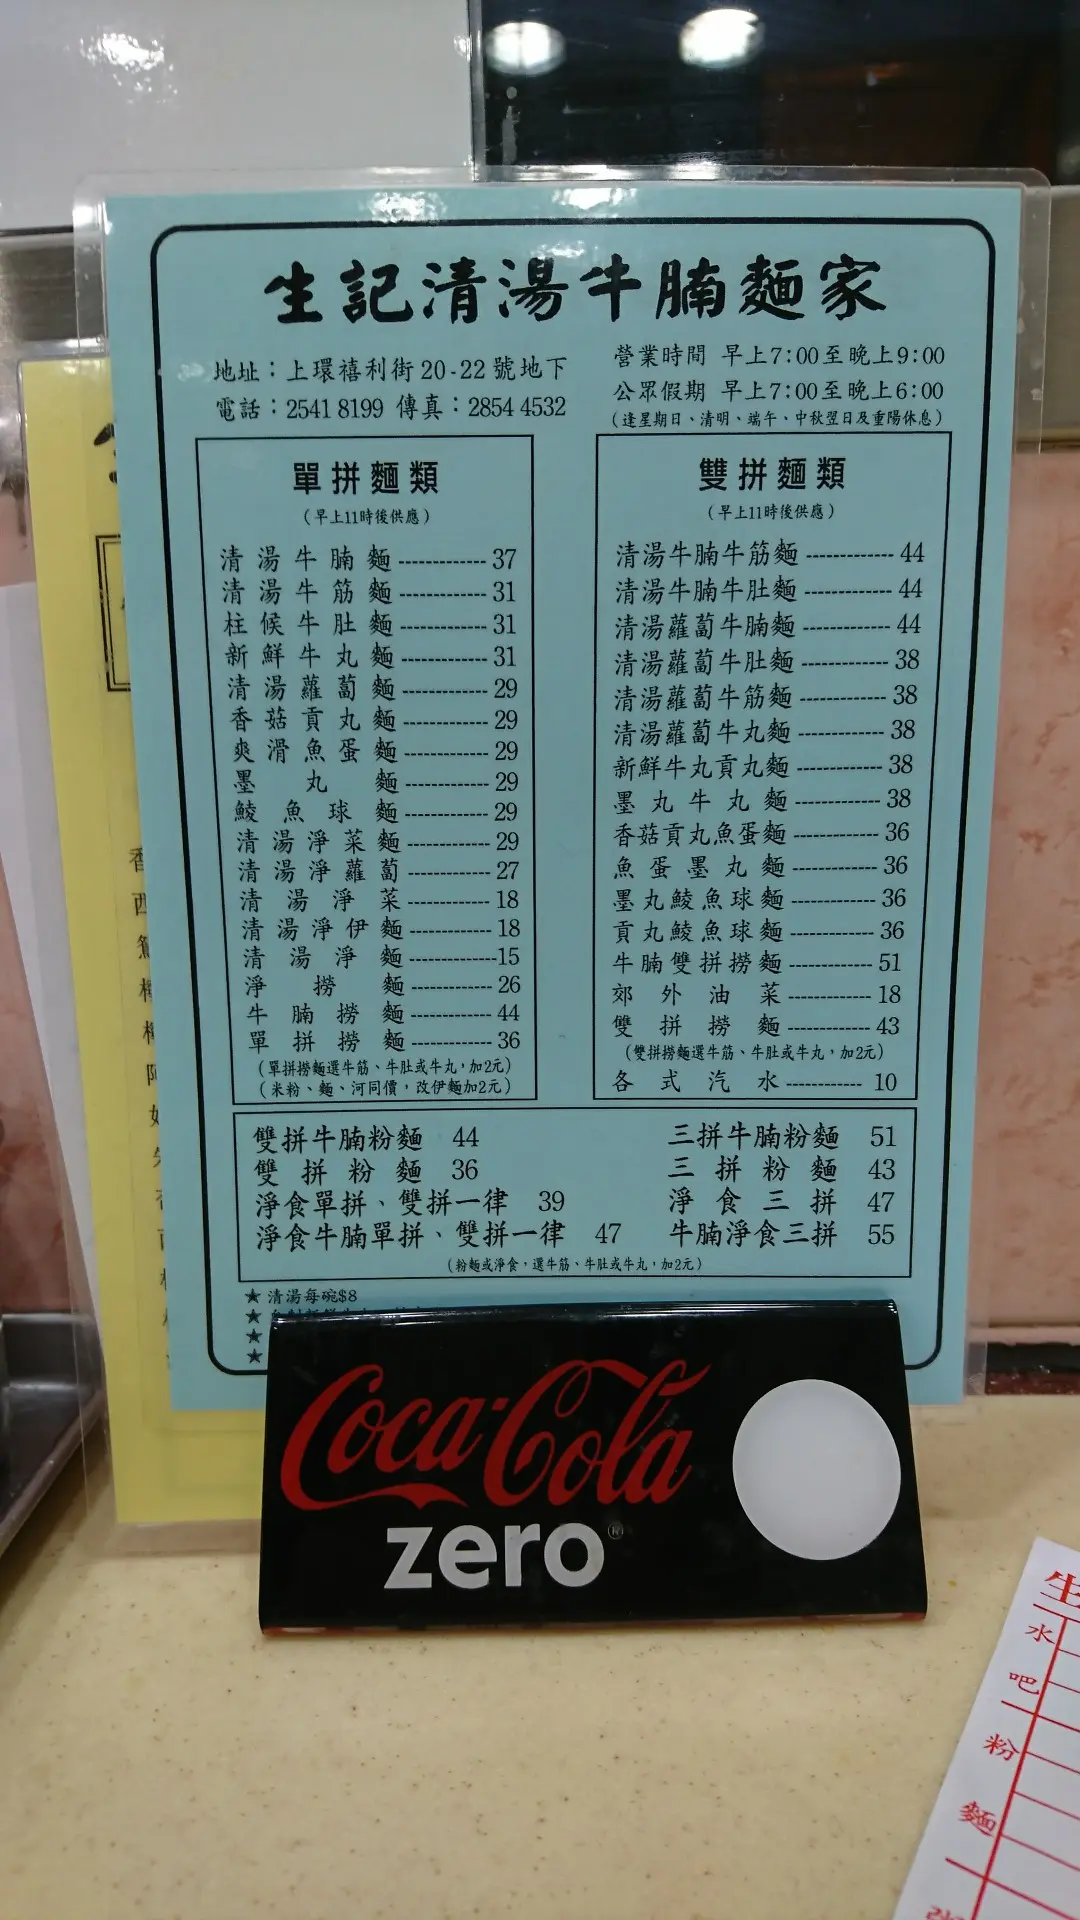 生記清湯牛腩麵家
地址：上環禧利街20-22號地下
電話：2541 8199 傳真：2854 4532
營業時間 早上7:00至晚上9:00
公眾假期 早上7:00至晚上6:00
(逢星期日、清明、端午、中秋翌日及重陽休息)
單拼麵類
(早上11時後供應)
清湯牛腩麵 37
清湯牛筋麵 31
柱候牛肚麵 31
新鮮牛丸麵 31
清湯蘿蔔麵 29
香菇貢丸麵 29
爽滑魚蛋麵 29
墨丸麵 29
鯪魚球麵 29
清湯淨菜麵 29
清湯淨蘿蔔 27
清湯淨菜 18
清湯淨伊麵 18
清湯淨麵 15
淨撈麵 26
牛腩撈麵 44
單拼撈麵 36
(單拼撈麵選牛筋、牛肚或牛丸，加2元)
(米粉、麵、河同價，改伊麵加2元)
雙拼麵類
(早上11時後供應)
清湯牛腩牛筋麵 44
清湯牛腩牛肚麵 44
清湯蘿蔔牛腩麵 44
清湯蘿蔔牛肚麵 38
清湯蘿蔔牛筋麵 38
清湯蘿蔔牛丸麵 38
新鮮牛丸貢丸麵 38
墨丸牛丸麵 38
香菇貢丸魚蛋麵 36
魚蛋墨丸麵 36
墨丸鯪魚球麵 36
貢丸鯪魚球麵 36
牛腩雙拼撈麵 51
郊外油菜 18
雙拼撈麵 43
(雙拼撈麵選牛筋、牛肚或牛丸，加2元)
各式汽水 10
雙拼牛腩粉麵 44
雙拼粉麵 36
淨食單拼、雙拼一律 39
淨食牛腩單拼、雙拼一律 47
三拼牛腩粉麵 51
三拼粉麵 43
淨食三拼 47
牛腩淨食三拼 55
(粉麵或淨食，選牛筋、牛肚或牛丸，加2元)
★ 清湯每碗$8
★
★
★
Coca-Cola
zero®
生
水
吧
粉
麵